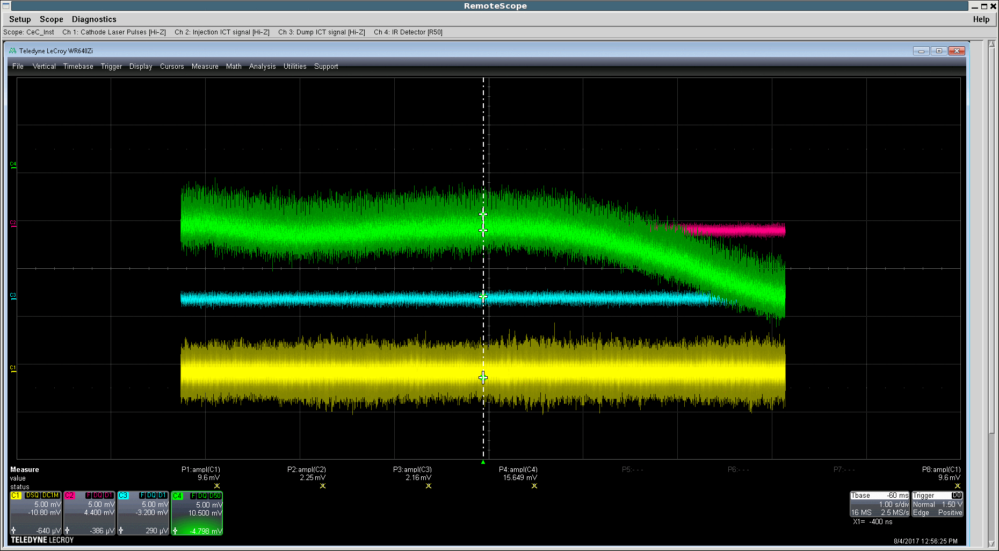 RemoteScope
Setup Scope Diagnostics Help
Scope: CeC_Inst Ch 1: Cathode Laser Pulses [Hi-Z] Ch 2: Injection ICT signal [Hi-Z] Ch 3: Dump ICT signal [Hi-Z] Ch 4: IR Detector [R50]
Teledyne LeCroy WR640Zi
File Vertical Timebase Trigger Display Cursors Measure Math Analysis Utilities Support
C4
C2
C3
C1
Measure P1:ampl(C1) P2:ampl(C2) P3:ampl(C3) P4:ampl(C4) P5:--- P6:--- P7:--- P8:ampl(C1)
value 9.6 mV 2.25 mV 2.16 mV 15.649 mV 9.6 mV
status
C1 DSQ DC1M C2 F DQ D1 C3 F DQ D1 C4 F DQ D50 Tbase -60 ms Trigger D0
5.00 mV 5.00 mV 5.00 mV 5.00 mV 1.00 s/div Normal 1.50 V
-10.80 mV 4.400 mV -3.200 mV 10.500 mV 16 MS 2.5 MS/s Edge Positive
X1= -400 ns
-640 µV -386 µV 290 µV -4.798 mV
TELEDYNE LECROY 8/4/2017 12:56:25 PM